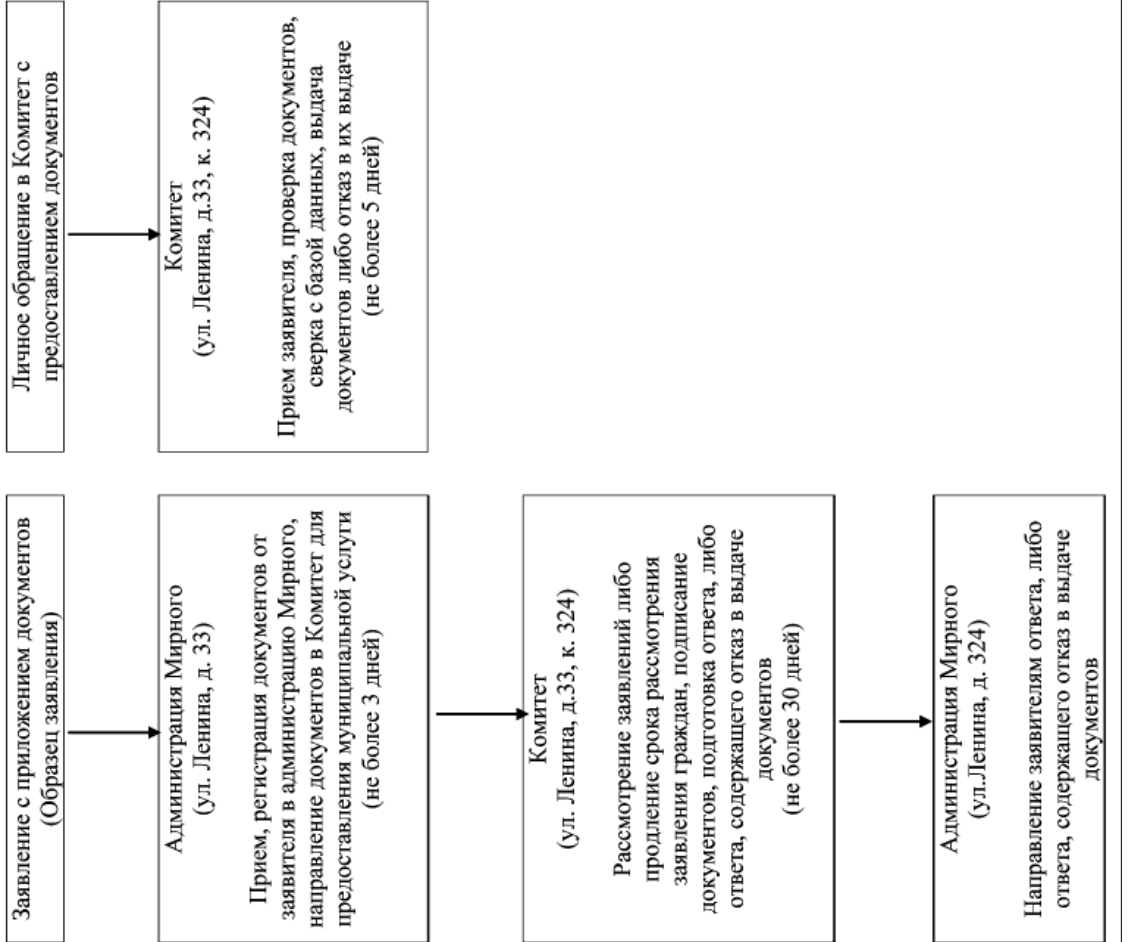 Заявление с приложением документов
(Образец заявления)
Администрация Мирного
(ул. Ленина, д. 33)
Прием, регистрация документов от
заявителя в администрацию Мирного,
направление документов в Комитет для
предоставления муниципальной услуги
(не более 3 дней)
Комитет
(ул. Ленина, д.33, к. 324)
Рассмотрение заявлений либо
продление срока рассмотрения
заявления граждан, подписание
документов, подготовка ответа, либо
ответа, содержащего отказ в выдаче
документов
(не более 30 дней)
Администрация Мирного
(ул.Ленина, д. 324)
Направление заявителям ответа, либо
ответа, содержащего отказ в выдаче
документов
Личное обращение в Комитет с
предоставлением документов
Комитет
(ул. Ленина, д.33, к. 324)
Прием заявителя, проверка документов,
сверка с базой данных, выдача
документов либо отказ в их выдаче
(не более 5 дней)